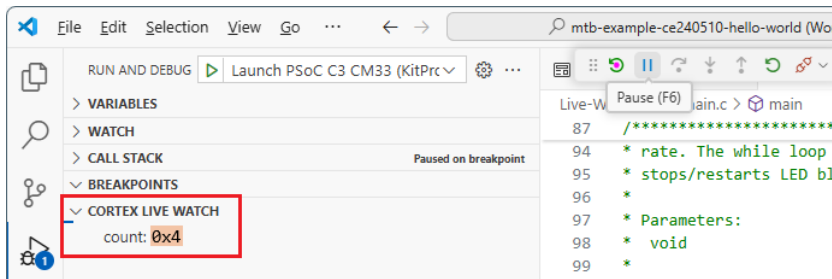 File Edit Selection View Go ··· mtb-example-ce240510-hello-world (Wo
RUN AND DEBUG Launch PSoC C3 CM33 (KitPrc
VARIABLES
WATCH
CALL STACK Paused on breakpoint
BREAKPOINTS
CORTEX LIVE WATCH
count: 0x4
1
Pause (F6)
Live-W main.c > main
87 /**********************
94 * rate. The while loop
95 * stops/restarts LED bl
96 *
97 * Parameters:
98 * void
99 *